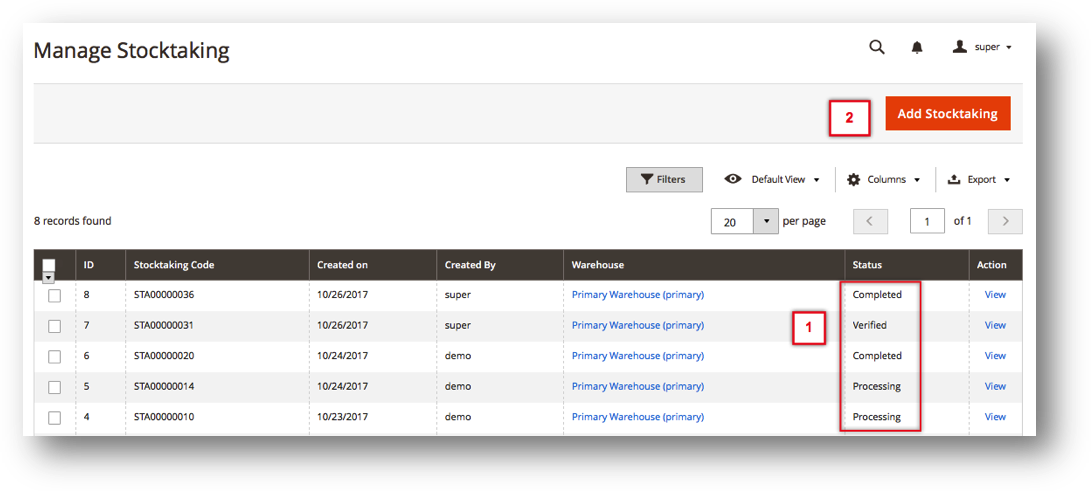 Manage Stocktaking
super
2
Add Stocktaking
Filters Default View Columns Export
8 records found 20 per page 1 of 1
ID Stocktaking Code Created on Created By Warehouse Status Action
8 STA00000036 10/26/2017 super Primary Warehouse (primary) Completed View
7 STA00000031 10/26/2017 super Primary Warehouse (primary) 1 Verified View
6 STA00000020 10/24/2017 demo Primary Warehouse (primary) Completed View
5 STA00000014 10/24/2017 demo Primary Warehouse (primary) Processing View
4 STA00000010 10/23/2017 demo Primary Warehouse (primary) Processing View